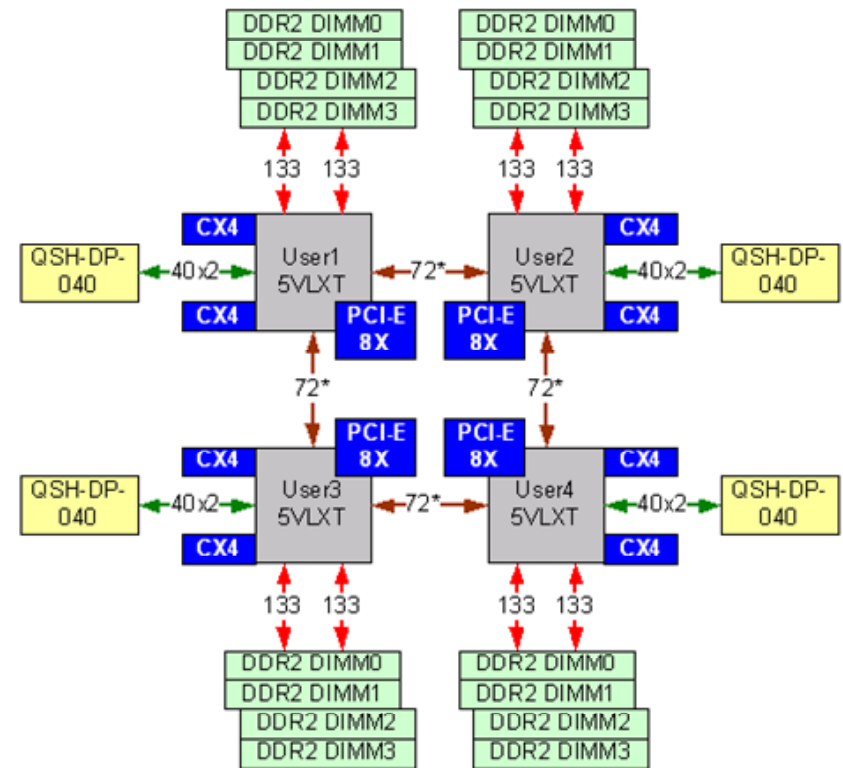 DDR2 DIMM0
DDR2 DIMM1
DDR2 DIMM2
DDR2 DIMM3
DDR2 DIMM0
DDR2 DIMM1
DDR2 DIMM2
DDR2 DIMM3
133 133
133 133
QSH-DP-
040
40x2
CX4
CX4
User1
5VLXT
PCI-E
8X
72*
User2
5VLXT
PCI-E
8X
CX4
CX4
40x2
QSH-DP-
040
72*
72*
QSH-DP-
040
40x2
CX4
CX4
User3
5VLXT
PCI-E
8X
72*
User4
5VLXT
PCI-E
8X
CX4
CX4
40x2
QSH-DP-
040
133 133
133 133
DDR2 DIMM0
DDR2 DIMM1
DDR2 DIMM2
DDR2 DIMM3
DDR2 DIMM0
DDR2 DIMM1
DDR2 DIMM2
DDR2 DIMM3